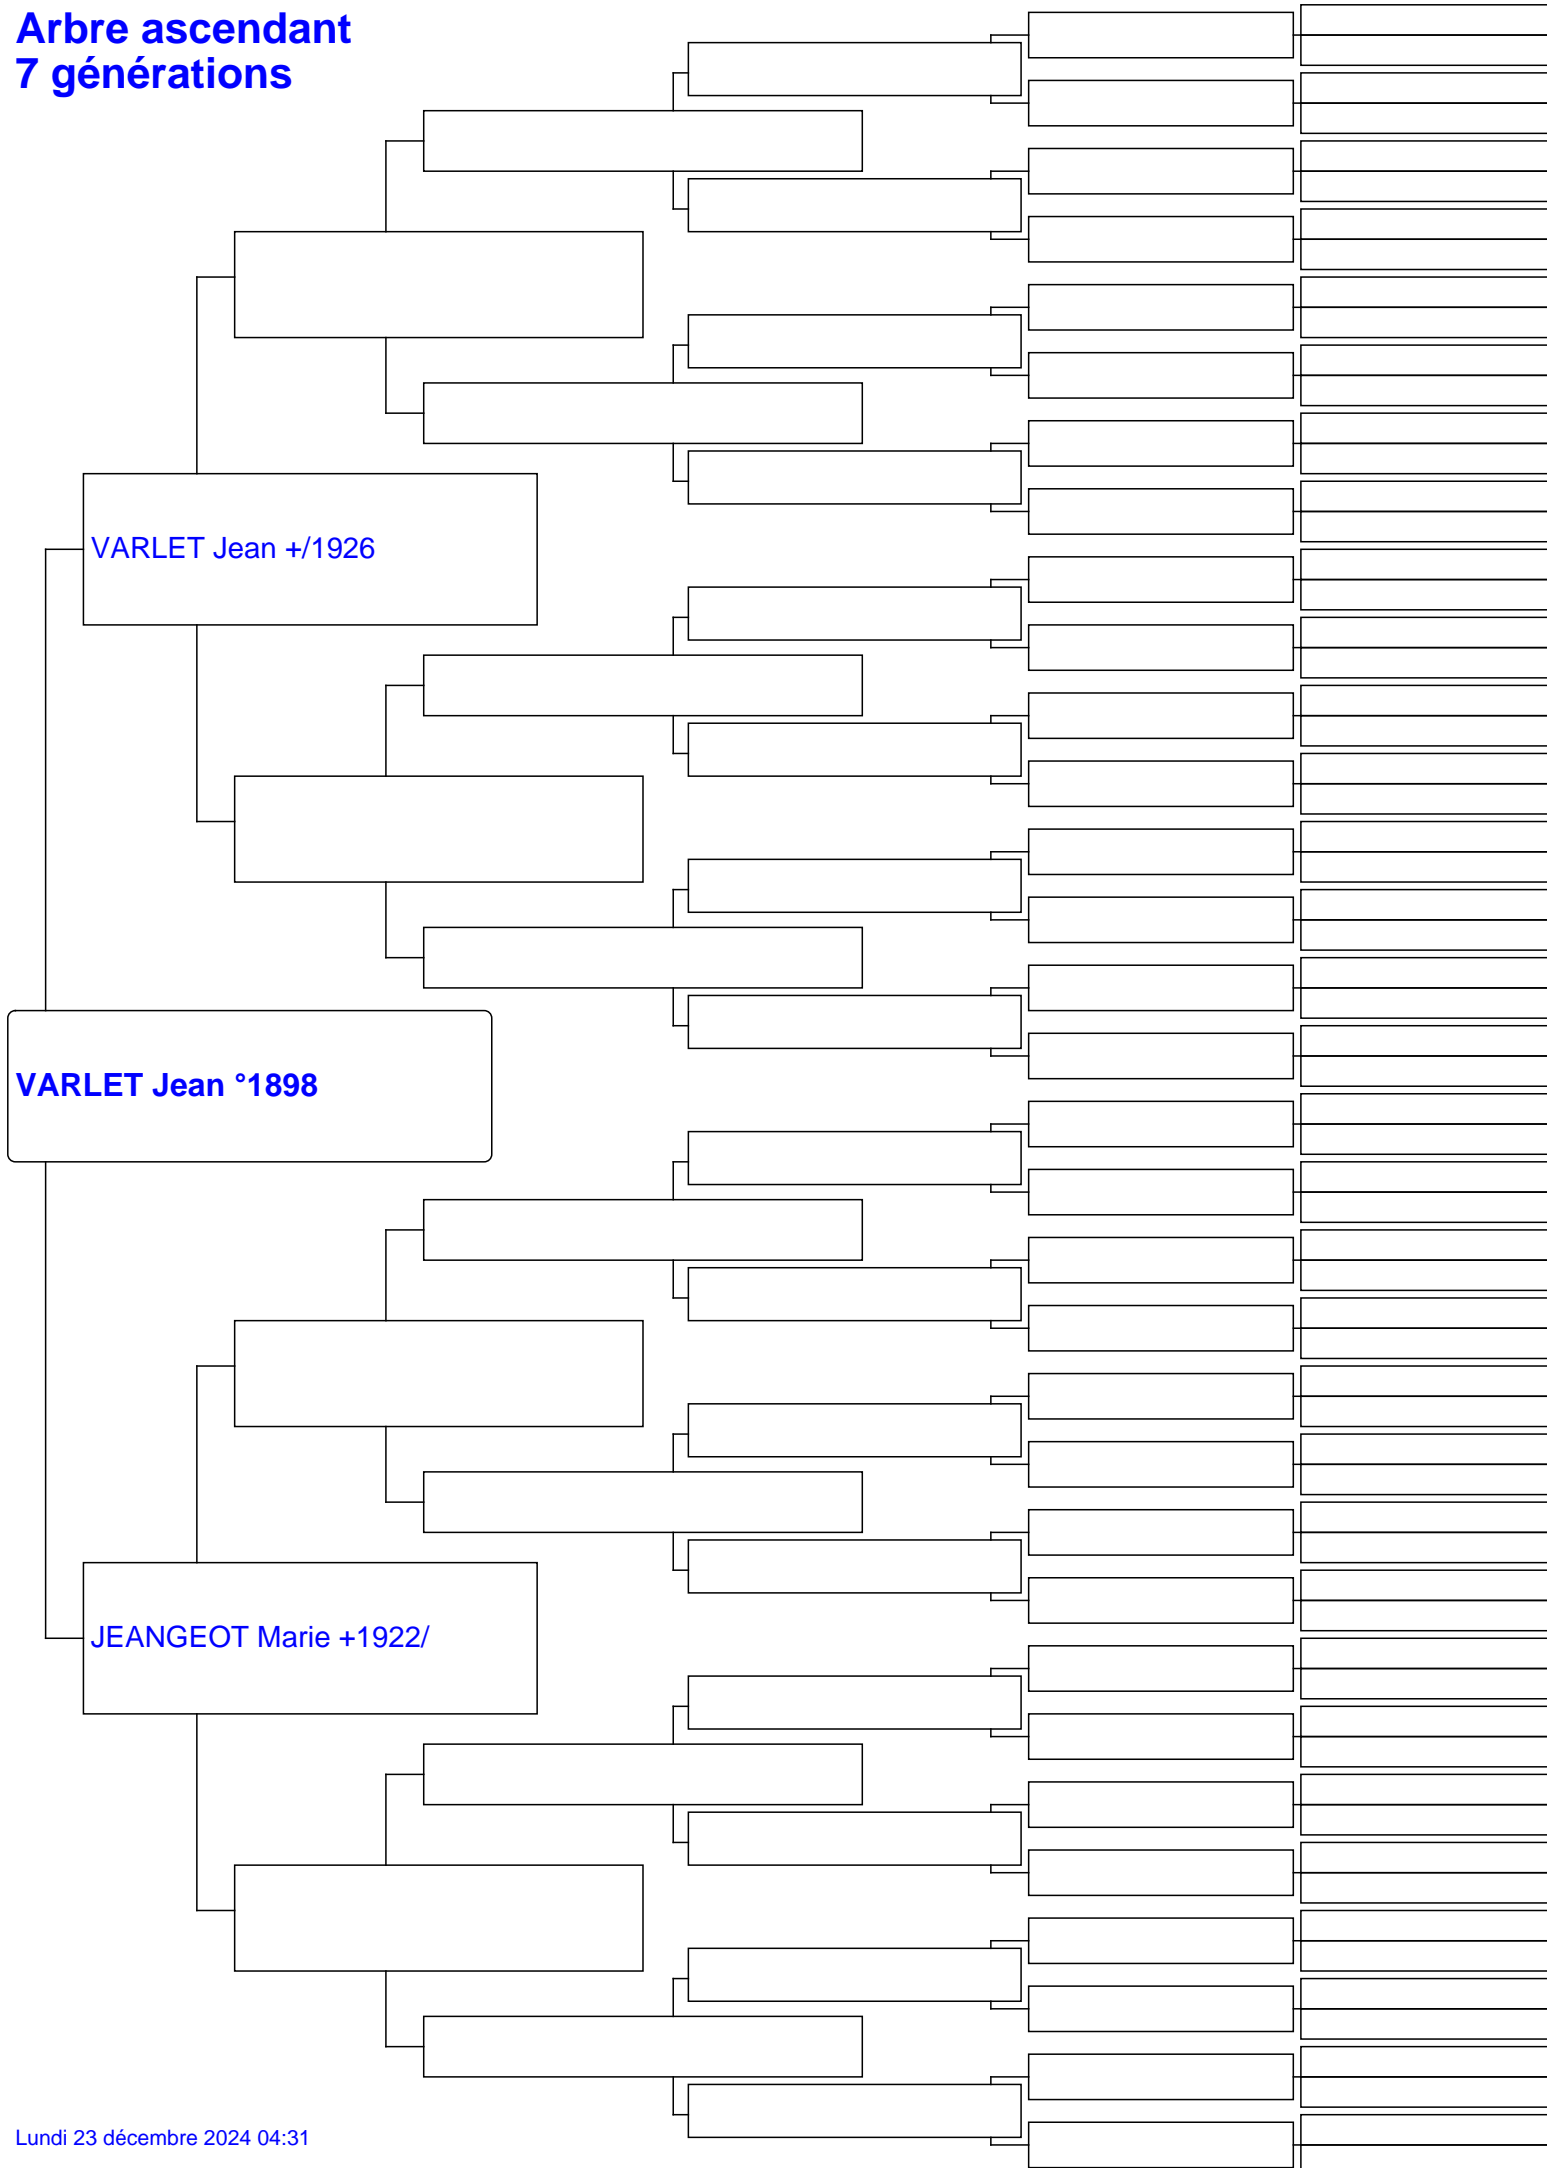 Arbre ascendant
7 générations
VARLET Jean +/1926
VARLET Jean °1898
JEANGEOT Marie +1922/
Lundi 23 décembre 2024 04:31